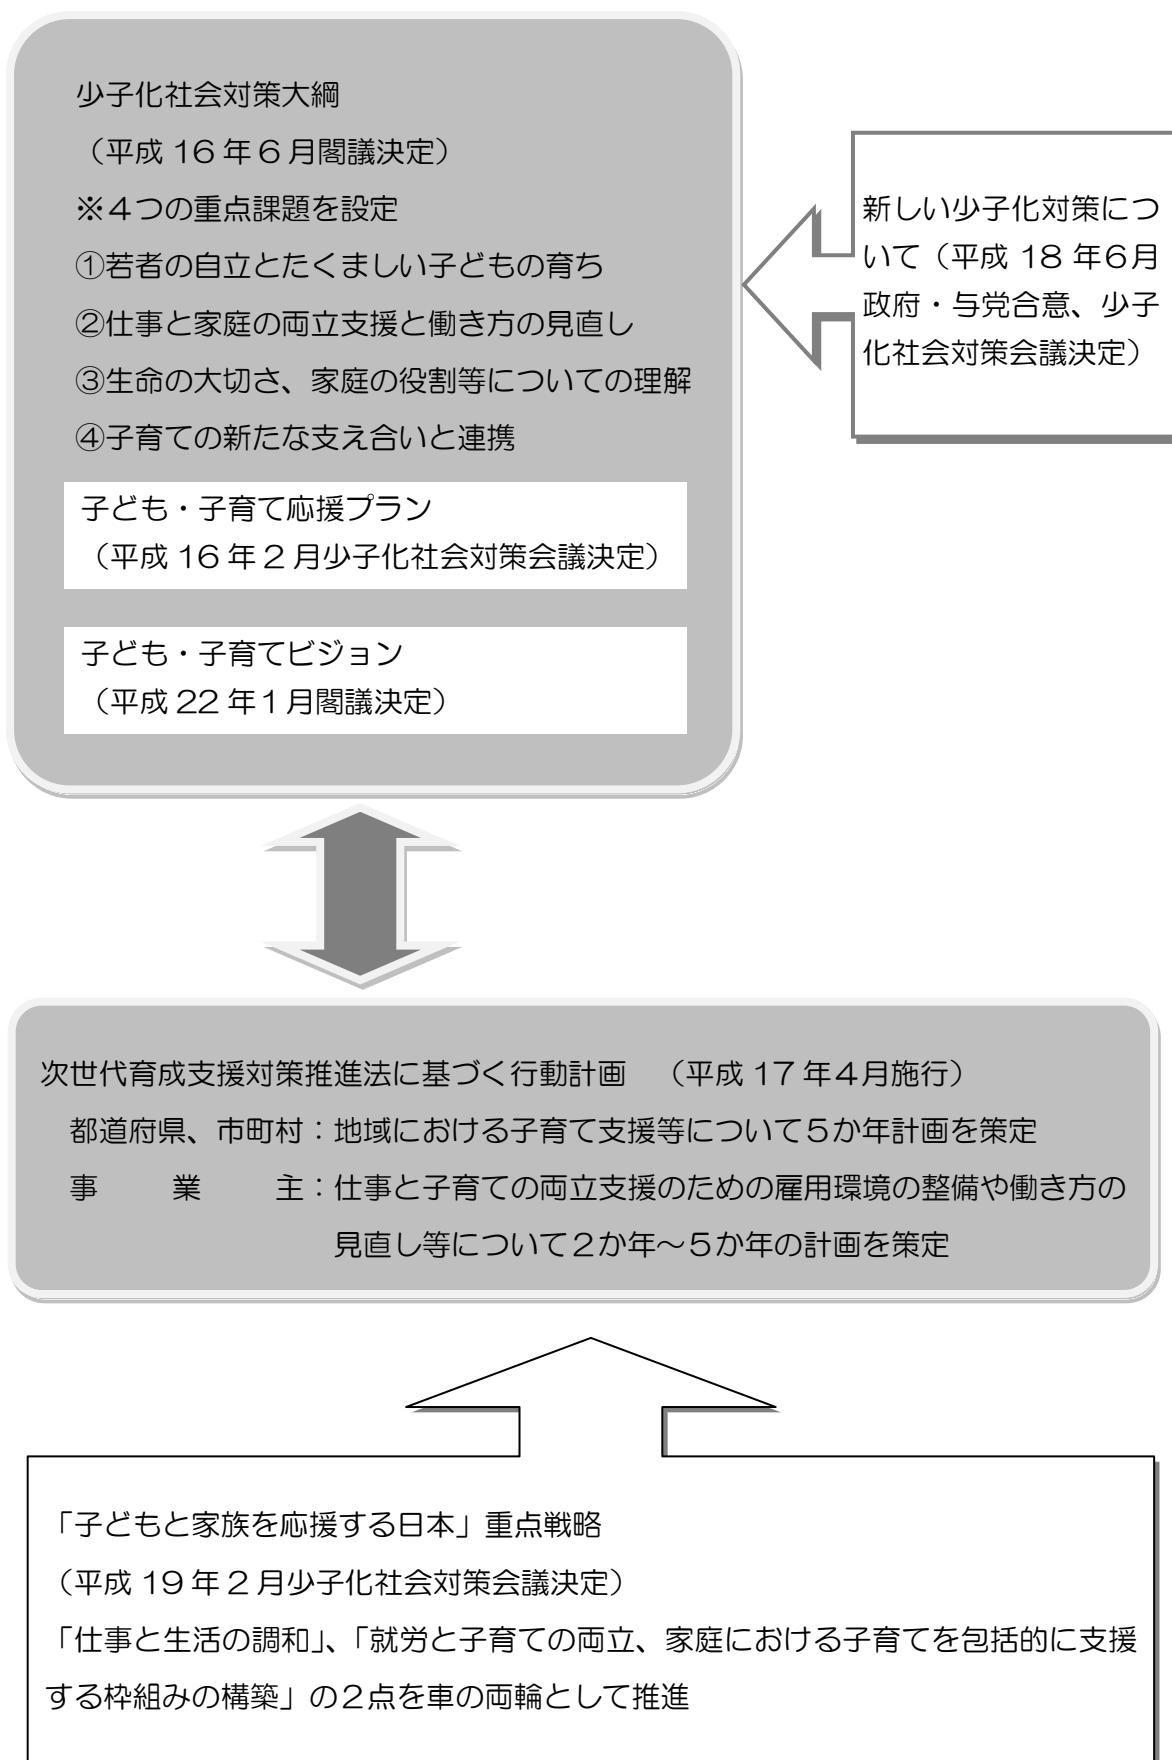 少子化社会対策大綱
（平成 16 年６月閣議決定）
※４つの重点課題を設定
①若者の自立とたくましい子どもの育ち
②仕事と家庭の両立支援と働き方の見直し
③生命の大切さ、家庭の役割等についての理解
④子育ての新たな支え合いと連携
子ども・子育て応援プラン
（平成 16 年２月少子化社会対策会議決定）
子ども・子育てビジョン
（平成 22 年１月閣議決定）
新しい少子化対策につ
いて（平成 18 年６月
政府・与党合意、少子
化社会対策会議決定）
次世代育成支援対策推進法に基づく行動計画　（平成 17 年４月施行）
都道府県、市町村：地域における子育て支援等について５か年計画を策定
事　業　主：仕事と子育ての両立支援のための雇用環境の整備や働き方の
見直し等について２か年～５か年の計画を策定
「子どもと家族を応援する日本」重点戦略
（平成 19 年２月少子化社会対策会議決定）
「仕事と生活の調和」、「就労と子育ての両立、家庭における子育てを包括的に支援
する枠組みの構築」の２点を車の両輪として推進